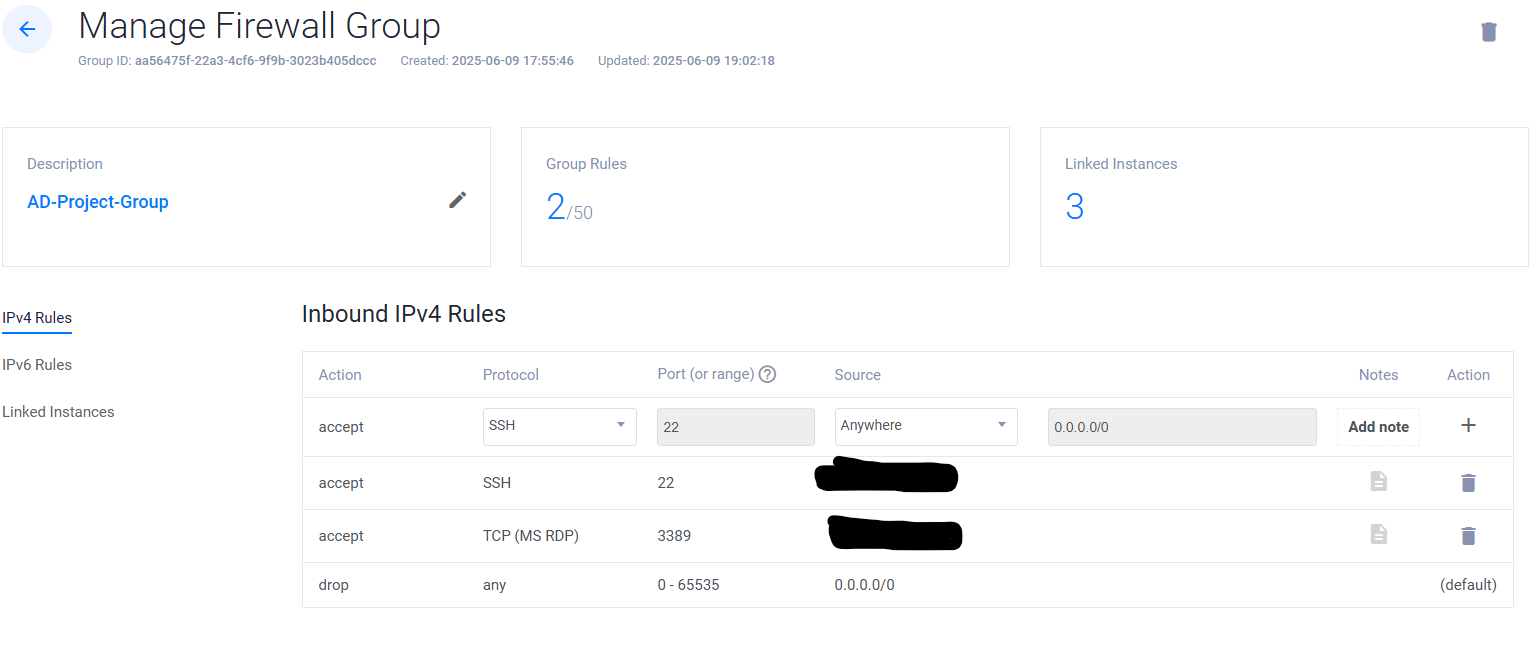 Manage Firewall Group
Group ID: aa56475f-22a3-4cf6-9f9b-3023b405dccc Created: 2025-06-09 17:55:46 Updated: 2025-06-09 19:02:18
Description Group Rules Linked Instances
AD-Project-Group 2/50 3
IPv4 Rules
IPv6 Rules
Linked Instances
Inbound IPv4 Rules
Action Protocol Port (or range) ? Source Notes Action
accept SSH 22 Anywhere 0.0.0.0/0 Add note +
accept SSH 22
accept TCP (MS RDP) 3389
drop any 0 - 65535 0.0.0.0/0 (default)